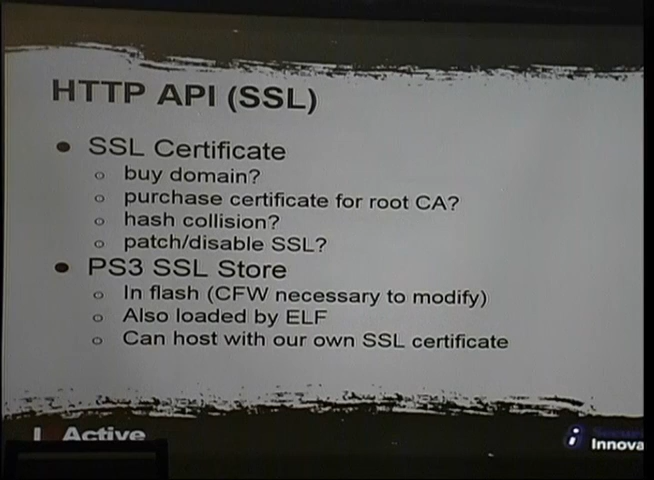 HTTP API (SSL)
• SSL Certificate
○ buy domain?
○ purchase certificate for root CA?
○ hash collision?
○ patch/disable SSL?
• PS3 SSL Store
○ In flash (CFW necessary to modify)
○ Also loaded by ELF
○ Can host with our own SSL certificate
Active
Innova